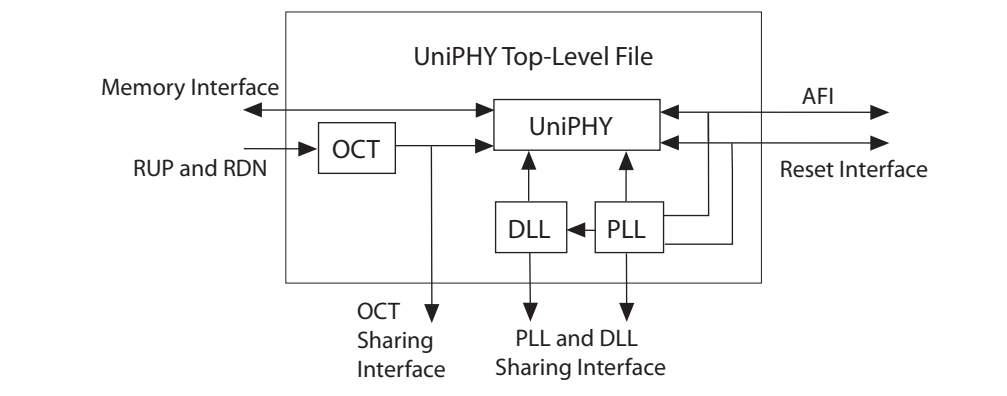 UniPHY Top-Level File
Memory Interface
AFI
UniPHY
OCT
RUP and RDN
Reset Interface
DLL
PLL
OCT
Sharing
Interface
PLL and DLL
Sharing Interface